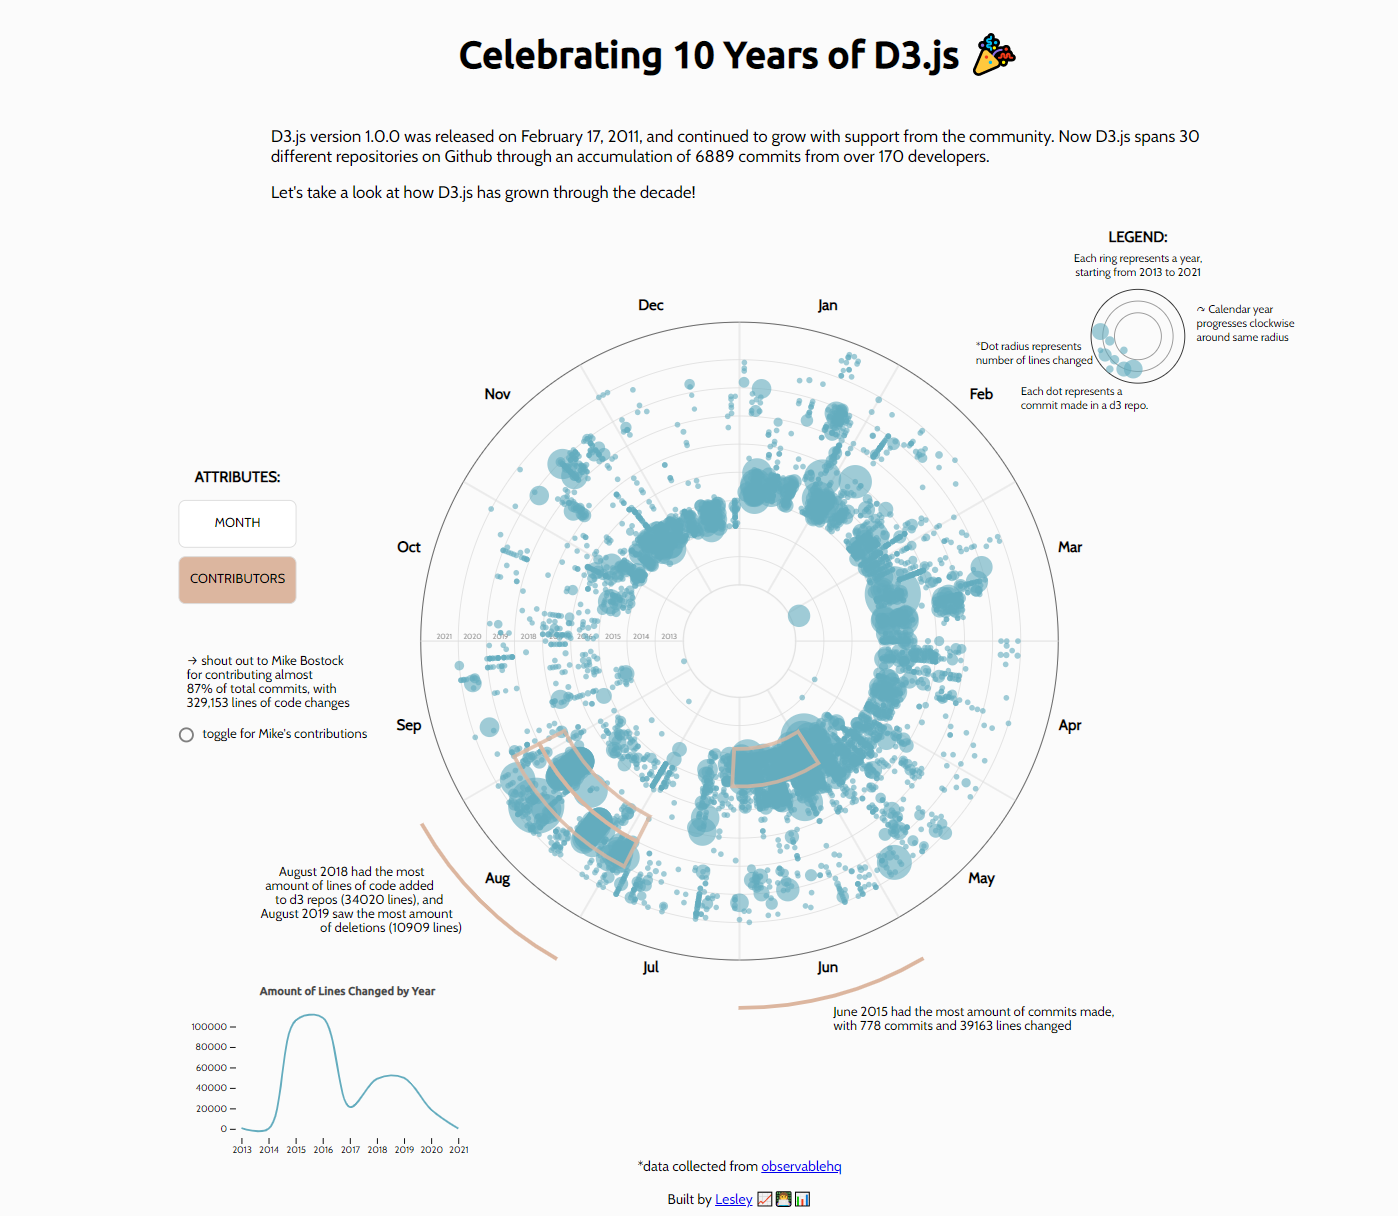 Celebrating 10 Years of D3.js
D3.js version 1.0.0 was released on February 17, 2011, and continued to grow with support from the community. Now D3.js spans 30
different repositories on Github through an accumulation of 6889 commits from over 170 developers.
Let's take a look at how D3.js has grown through the decade!
LEGEND:
Each ring represents a year,
starting from 2013 to 2021
↷ Calendar year
progresses clockwise
around same radius
*Dot radius represents
number of lines changed
Each dot represents a
commit made in a d3 repo.
Dec
Jan
Nov
Feb
Oct
Mar
Sep
Apr
Aug
May
Jul
Jun
2021 2020 2019 2018 2015 2014 2013
ATTRIBUTES:
MONTH
CONTRIBUTORS
→ shout out to Mike Bostock
for contributing almost
87% of total commits, with
329,153 lines of code changes
toggle for Mike's contributions
August 2018 had the most
amount of lines of code added
to d3 repos (34020 lines), and
August 2019 saw the most amount
of deletions (10909 lines)
June 2015 had the most amount of commits made,
with 778 commits and 39163 lines changed
Amount of Lines Changed by Year
100000
80000
60000
40000
20000
0
2013 2014 2015 2016 2017 2018 2019 2020 2021
*data collected from observablehq
Built by Lesley